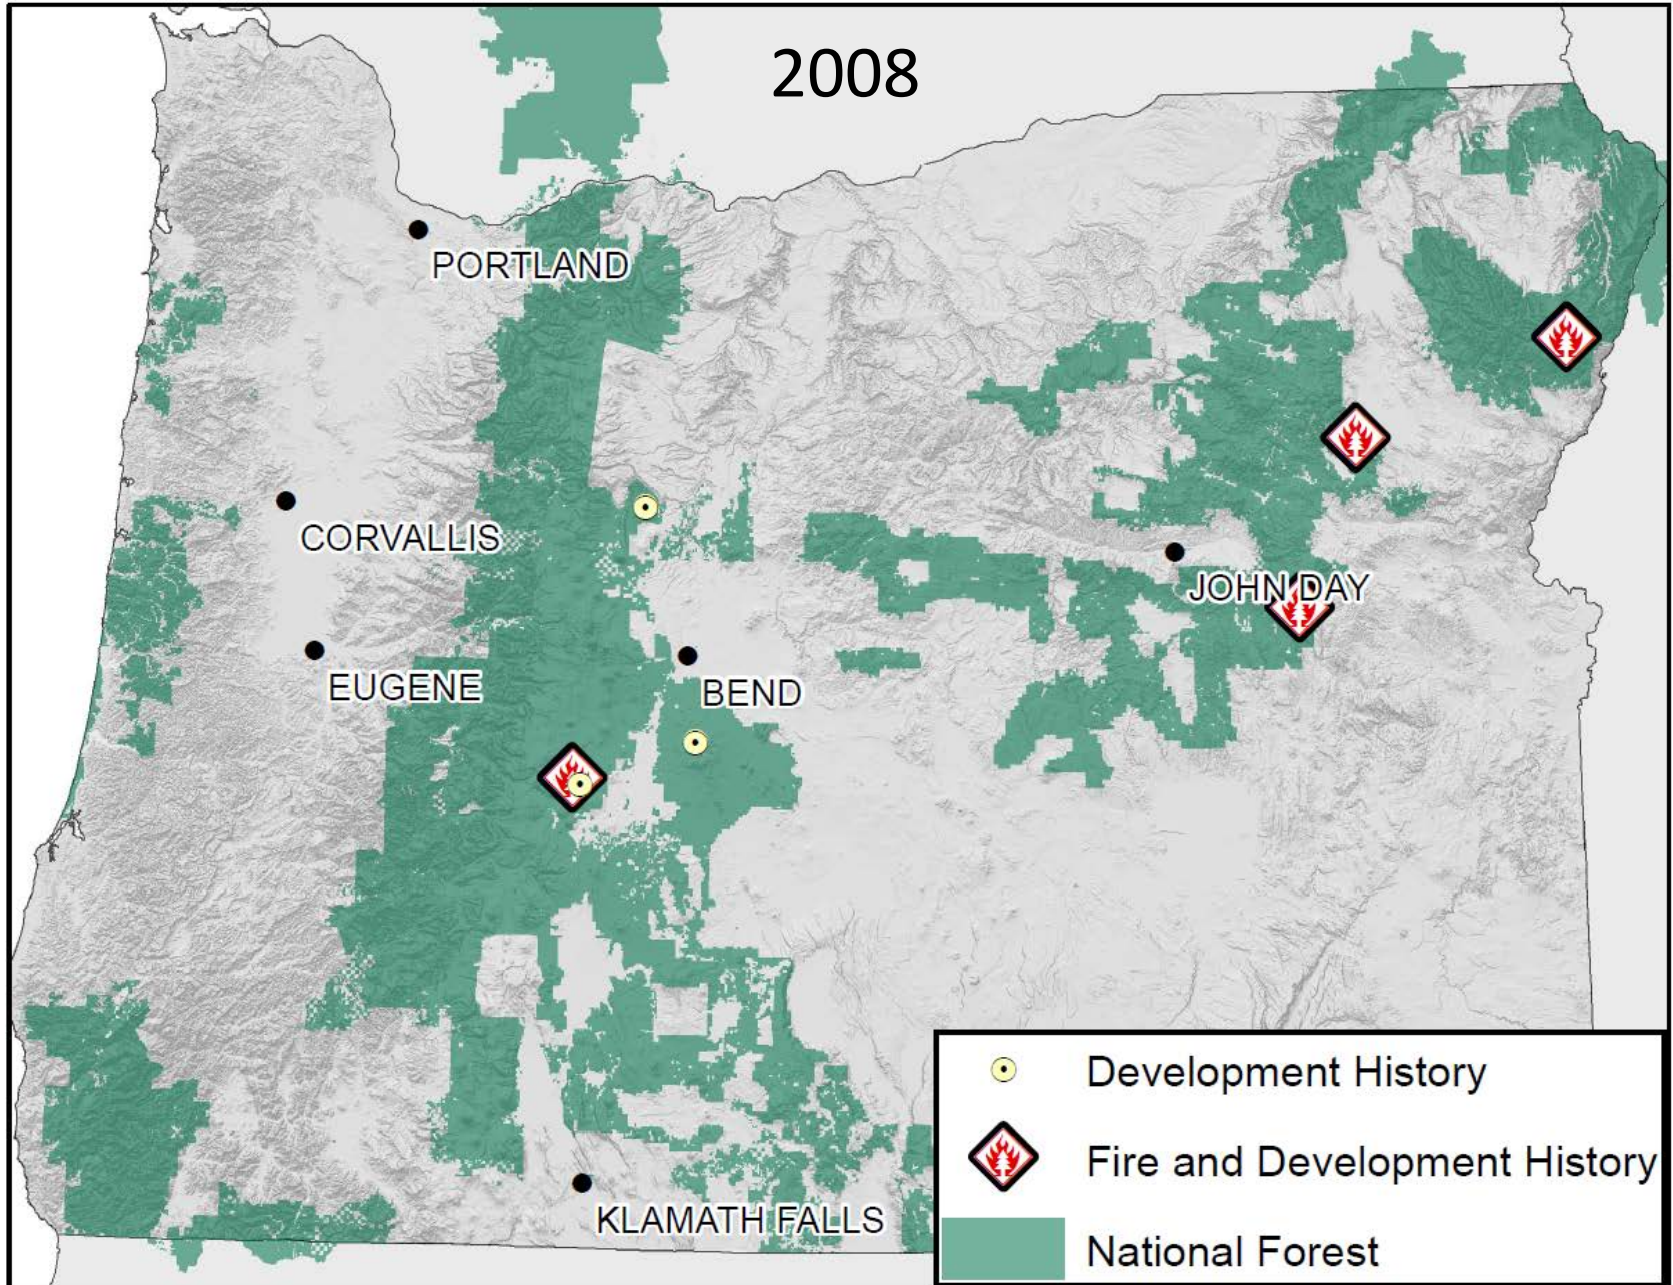 2008
PORTLAND
CORVALLIS
JOHN DAY
EUGENE
BEND
Development History
Fire and Development History
KLAMATH FALLS
National Forest